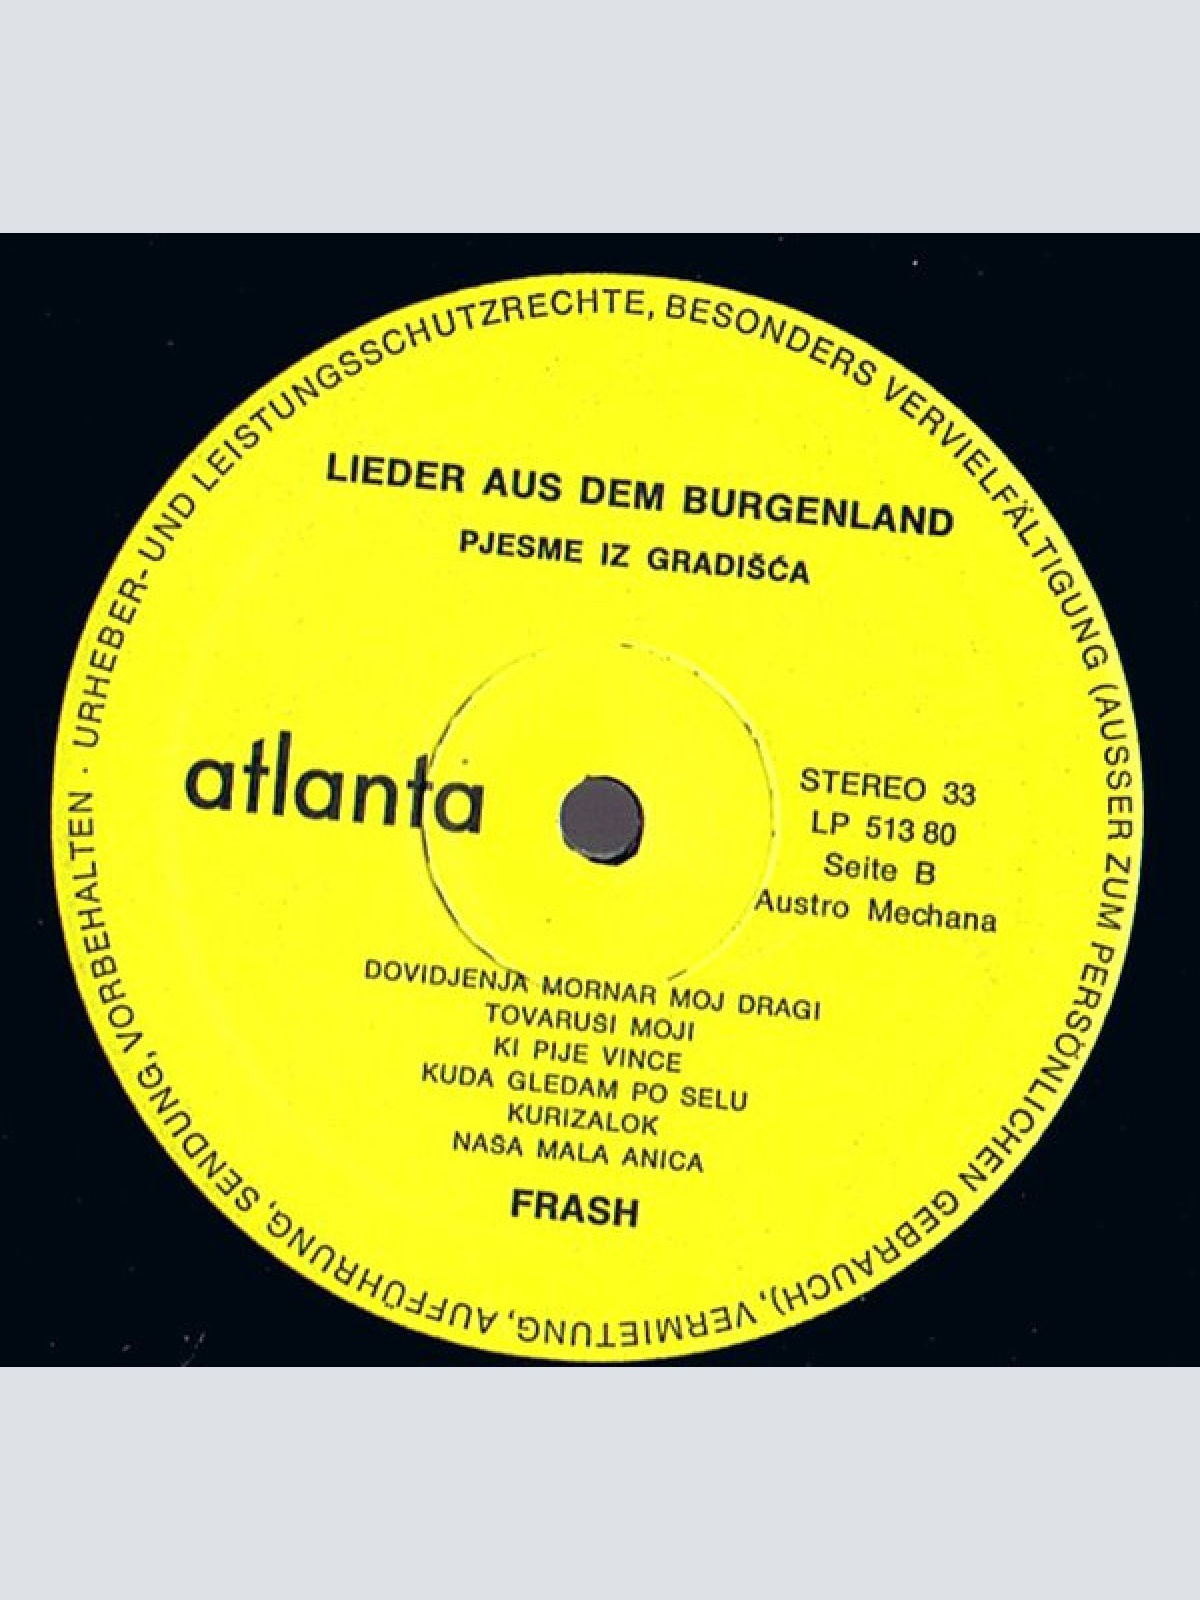 URHEBER- UND LEISTUNGSSCHUTZRECHTE, BESONDERS VERVIELFÄLTIGUNG (AUSSER ZUM PERSÖNLICHEN GEBRAUCH), VERMIETUNG, AUFFÜHRUNG, SENDUNG, VORBEHALTEN ·
LIEDER AUS DEM BURGENLAND
PJESME IZ GRADIŠĆA
atlanta
STEREO 33
LP 513 80
Seite B
Austro Mechana
DOVIDJENJA MORNAR MOJ DRAGI
TOVARUSI MOJI
KI PIJE VINCE
KUDA GLEDAM PO SELU
KURIZALOK
NASA MALA ANICA
FRASH